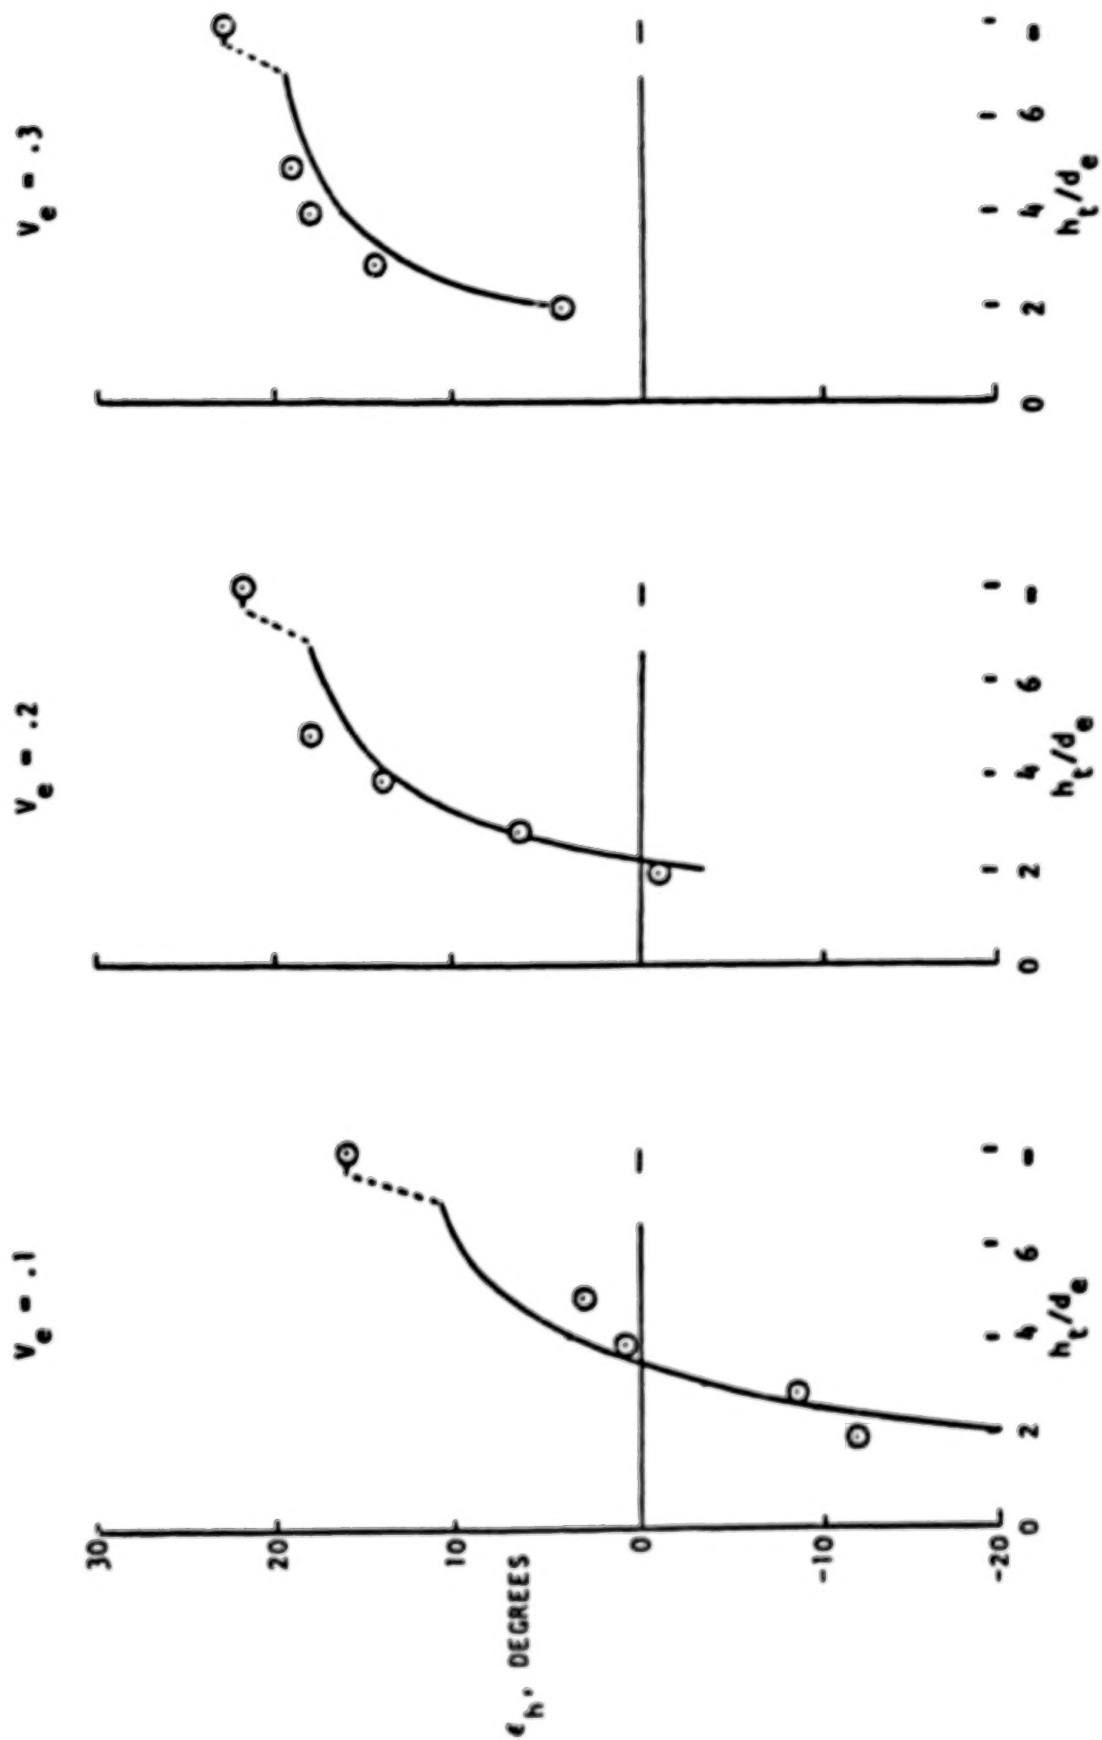 V_e = .1
V_e = .2
V_e = .3
30
20
10
ε_h, DEGREES
0
-10
-20
0 2 4 6 ∞
0 2 4 6 ∞
0 2 4 6 ∞
h_t/d_e
h_t/d_e
h_t/d_e